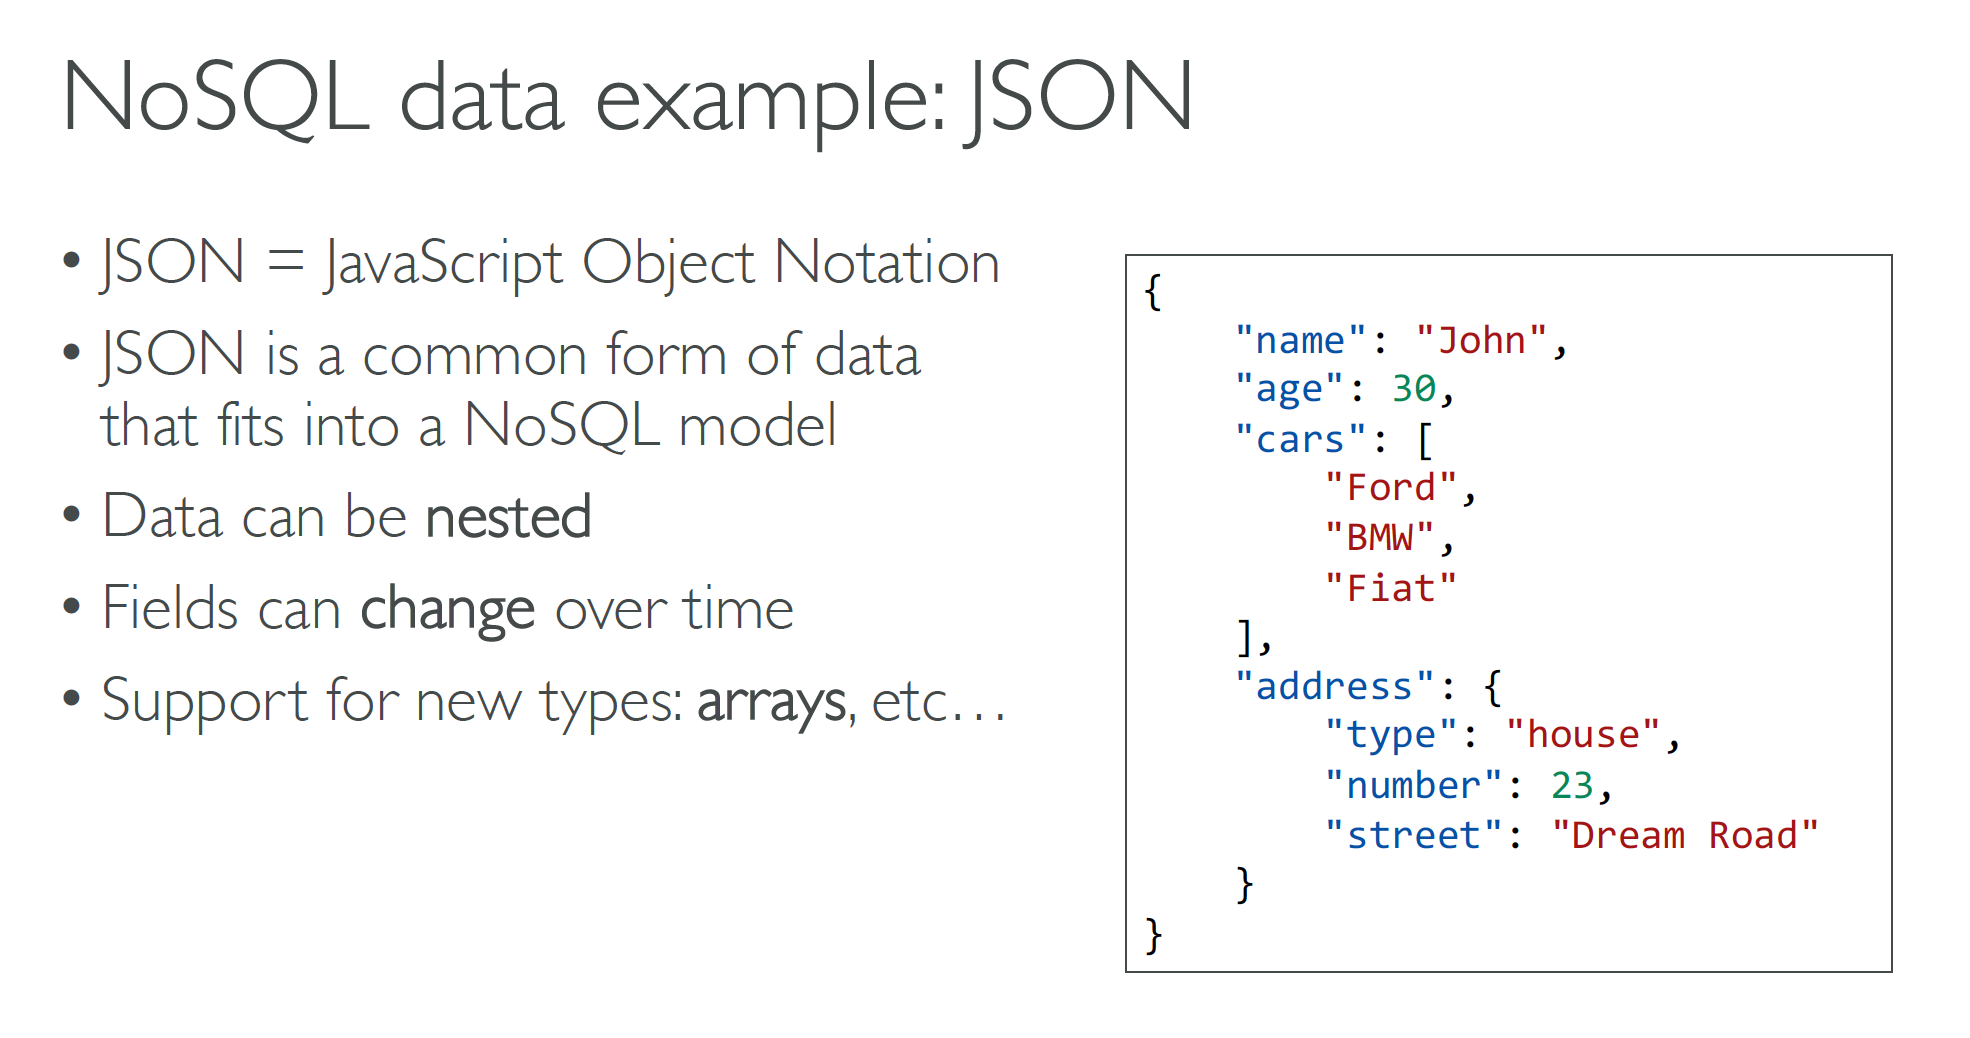 NoSQL data example: JSON
• JSON = JavaScript Object Notation
• JSON is a common form of data
that fits into a NoSQL model
• Data can be nested
• Fields can change over time
• Support for new types: arrays, etc…
{
    "name": "John",
    "age": 30,
    "cars": [
        "Ford",
        "BMW",
        "Fiat"
    ],
    "address": {
        "type": "house",
        "number": 23,
        "street": "Dream Road"
    }
}